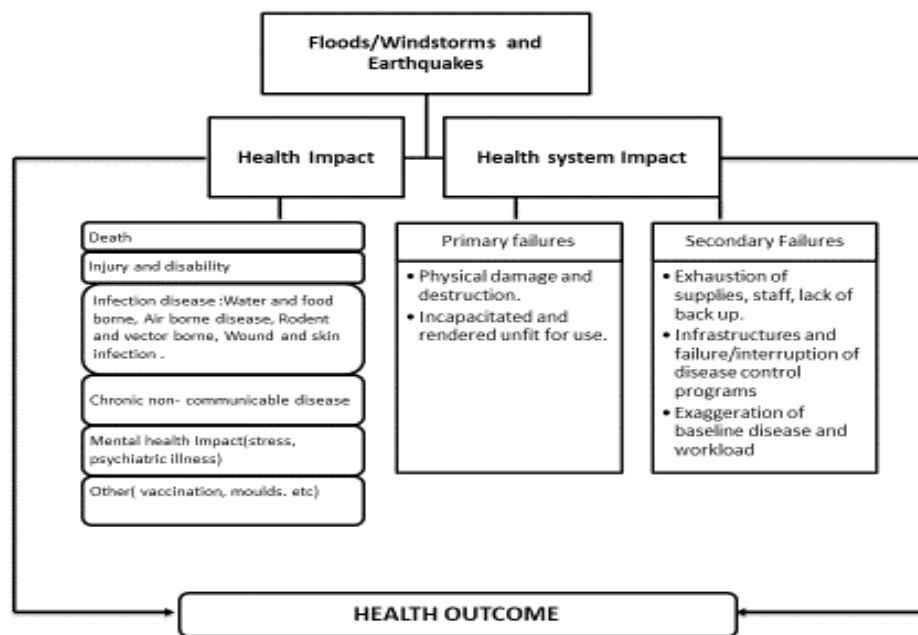 Floods/Windstorms and
Earthquakes
Health Impact
Health system Impact
Death
Injury and disability
Infection disease :Water and food
borne, Air borne disease, Rodent
and vector borne, Wound and skin
infection .
Chronic non- communicable disease
Mental health Impact(stress,
psychiatric illness)
Other( vaccination, moulds. etc)
Primary failures
• Physical damage and
destruction.
• Incapacitated and
rendered unfit for use.
Secondary Failures
• Exhaustion of
supplies, staff, lack of
back up.
• Infrastructures and
failure/interruption of
disease control
programs
• Exaggeration of
baseline disease and
workload
HEALTH OUTCOME